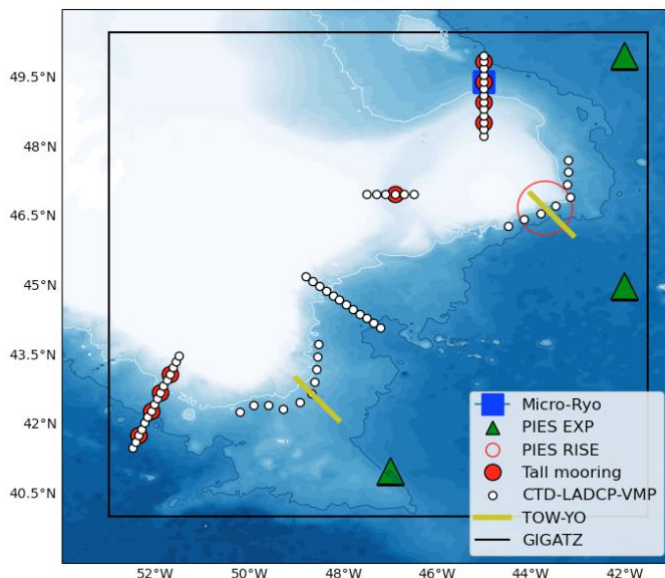 49.5°N
48°N
46.5°N
45°N
43.5°N
42°N
40.5°N
2500
Micro-Ryo
PIES EXP
PIES RISE
Tall mooring
CTD-LADCP-VMP
TOW-YO
GIGATZ
52°W
50°W
48°W
46°W
44°W
42°W